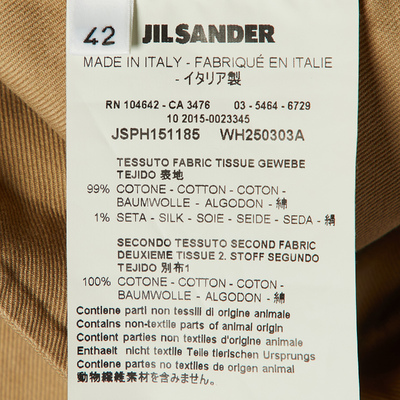 42 JIL SANDER
MADE IN ITALY - FABRIQUÉ EN ITALIE
- イタリア製
RN 104642 - CA 3476 03 - 5464 - 6729
10 2015-0023345
JSPH151185 WH250303A
TESSUTO FABRIC TISSUE GEWEBE
TEJIDO 表地
99% COTONE - COTTON - COTON -
BAUMWOLLE - ALGODON - 綿
1% SETA - SILK - SOIE - SEIDE - SEDA - 絹
SECONDO TESSUTO SECOND FABRIC
DEUXIEME TISSUE 2. STOFF SEGUNDO
TEJIDO 別布1
100% COTONE - COTTON - COTON -
BAUMWOLLE - ALGODON - 綿
Contiene parti non tessili di origine animale
Contains non-textile parts of animal origin
Contient parties non textiles d'origine animale
Enthaelt nicht textile Teile tierischen Ursprungs
Contiene partes no textiles de origen animal
動物繊維素材を含みません。